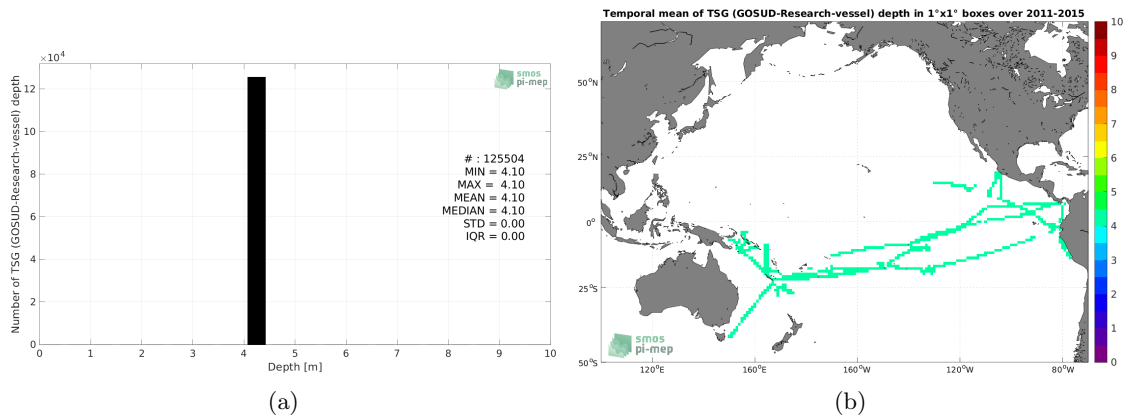 ×10⁴
Number of TSG (GOSUD-Research-vessel) depth
12
10
8
6
4
2
0
0 1 2 3 4 5 6 7 8 9 10
Depth [m]
smos
pi-mep
# : 125504
MIN = 4.10
MAX = 4.10
MEAN = 4.10
MEDIAN = 4.10
STD = 0.00
IQR = 0.00
(a)
Temporal mean of TSG (GOSUD-Research-vessel) depth in 1°x1° boxes over 2011-2015
50°N
25°N
0°
25°S
50°S
120°E 160°E 160°W 120°W 80°W
smos
pi-mep
10
9
8
7
6
5
4
3
2
1
0
(b)